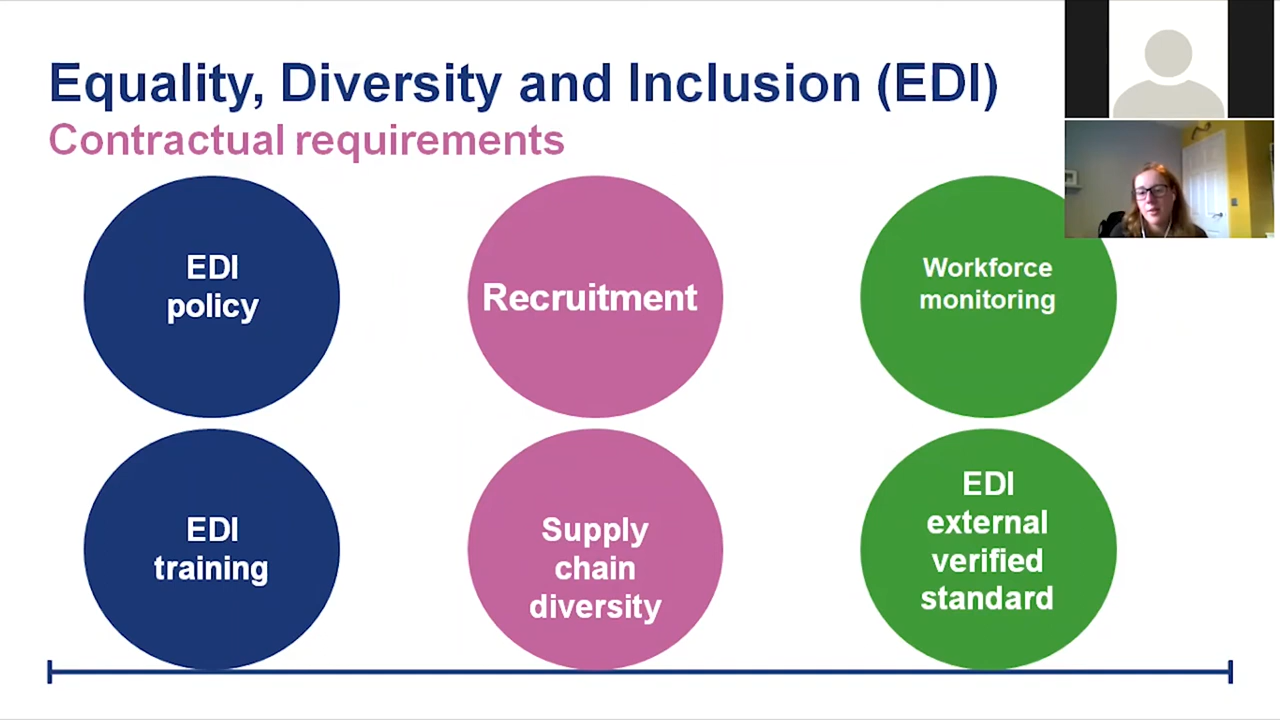 Equality, Diversity and Inclusion (EDI)
Contractual requirements
EDI
policy
Recruitment
Workforce
monitoring
EDI
training
Supply
chain
diversity
EDI
external
verified
standard